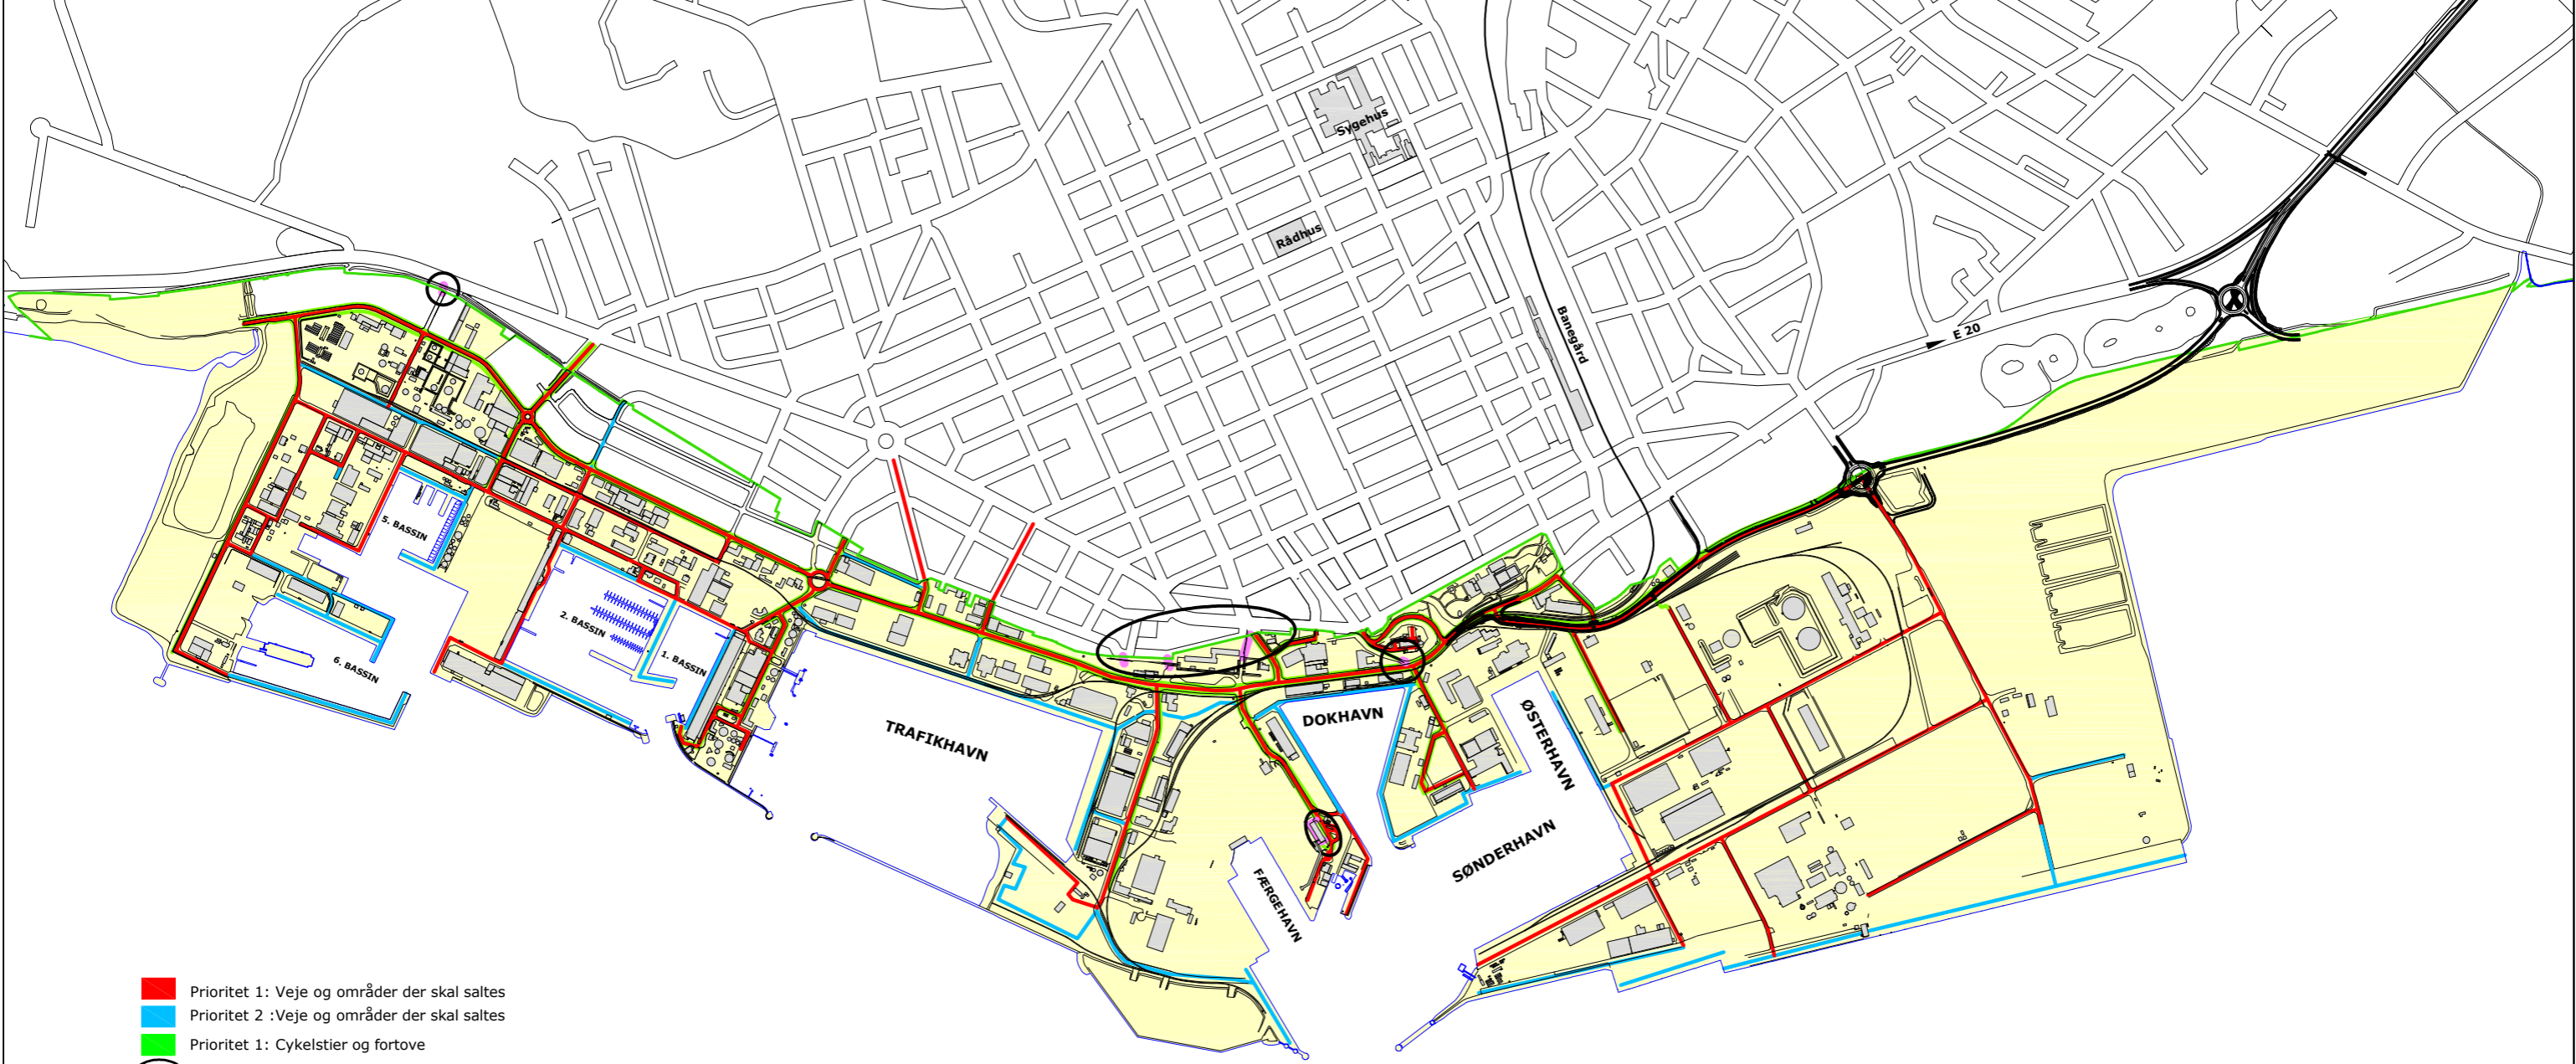 Sygehus
Rådhus
Banegård
E 20
5. BASSIN
2. BASSIN
1. BASSIN
6. BASSIN
TRAFIKHAVN
DOKHAVN
ØSTERHAVN
SØNDERHAVN
FÆRGEHAVN
Prioritet 1: Veje og områder der skal saltes
Prioritet 2 :Veje og områder der skal saltes
Prioritet 1: Cykelstier og fortove